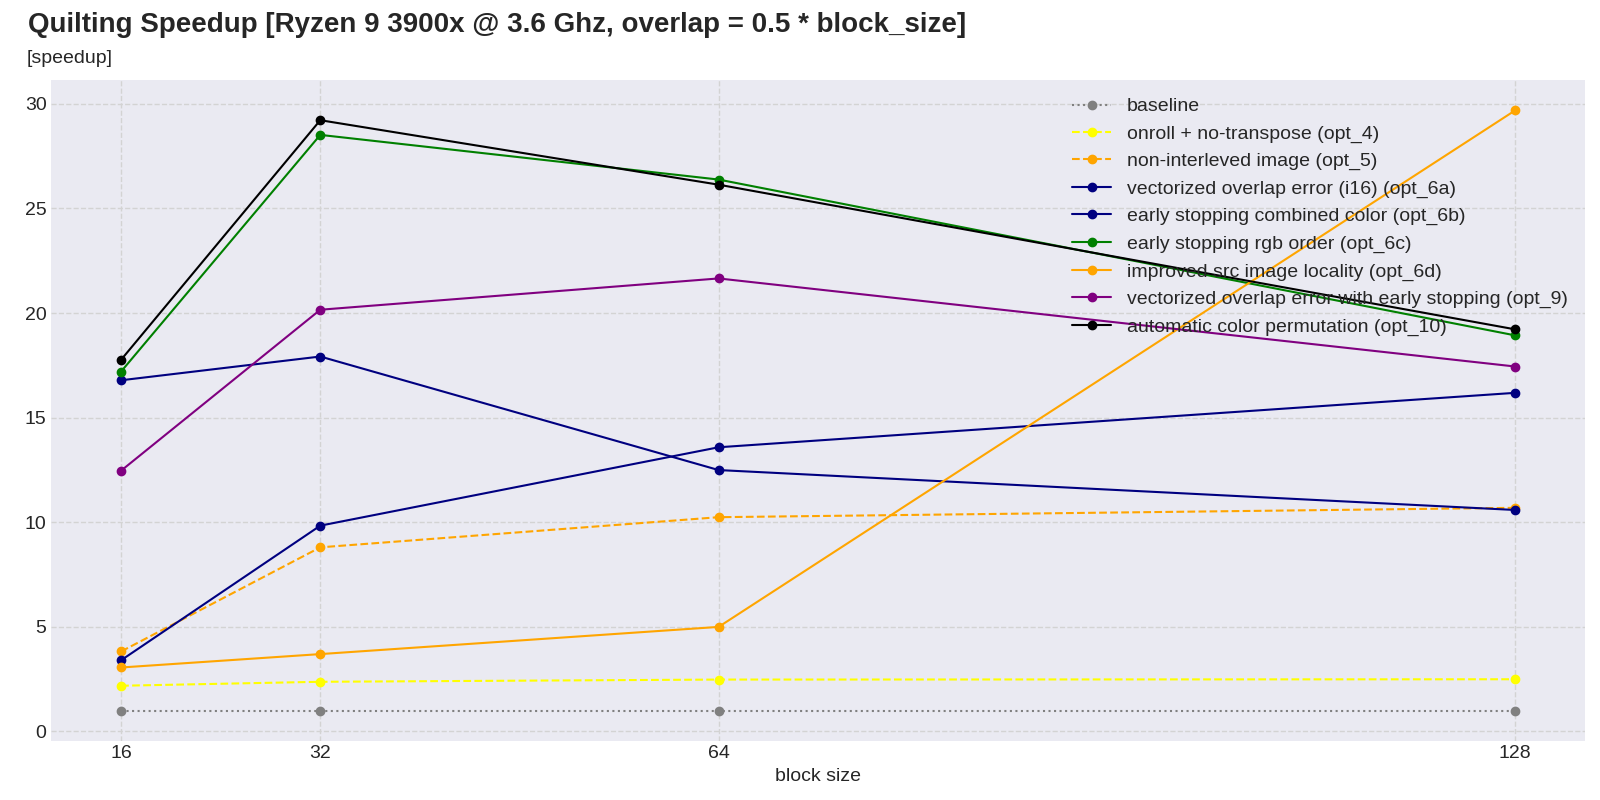 Quilting Speedup [Ryzen 9 3900x @ 3.6 Ghz, overlap = 0.5 * block_size]
[speedup]
30
25
20
15
10
5
0
baseline
onroll + no-transpose (opt_4)
non-interleved image (opt_5)
vectorized overlap error (i16) (opt_6a)
early stopping combined color (opt_6b)
early stopping rgb order (opt_6c)
improved src image locality (opt_6d)
vectorized overlap error with early stopping (opt_9)
automatic color permutation (opt_10)
16 32 64 128
block size